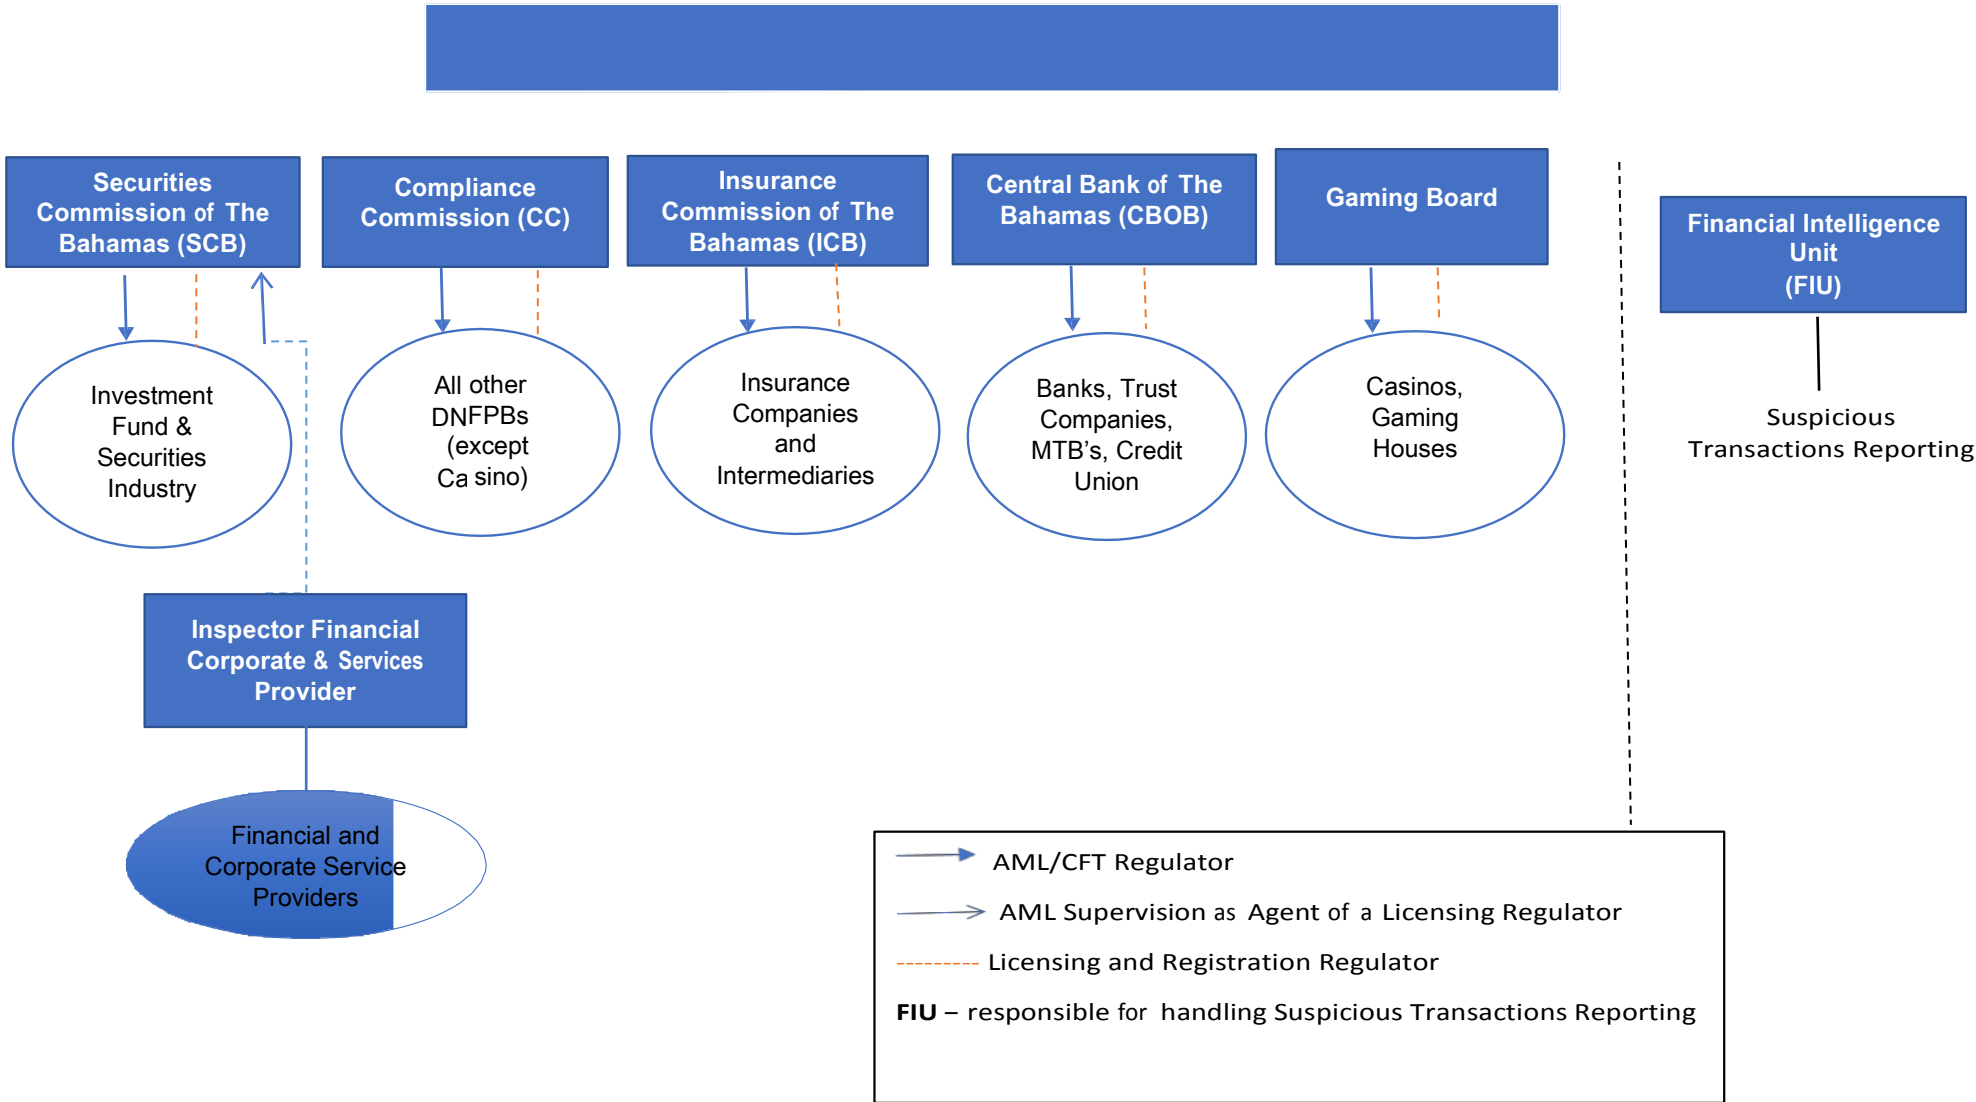 Securities
Commission of The
Bahamas (SCB)
Compliance
Commission (CC)
Insurance
Commission of The
Bahamas (ICB)
Central Bank of The
Bahamas (CBOB)
Gaming Board
Financial Intelligence
Unit
(FIU)
Investment
Fund &
Securities
Industry
All other
DNFPBs
(except
Ca sino)
Insurance
Companies
and
Intermediaries
Banks, Trust
Companies,
MTB's, Credit
Union
Casinos,
Gaming
Houses
Suspicious
Transactions Reporting
Inspector Financial
Corporate & Services
Provider
Financial and
Corporate Service
Providers
AML/CFT Regulator
AML Supervision as Agent of a Licensing Regulator
Licensing and Registration Regulator
FIU – responsible for handling Suspicious Transactions Reporting